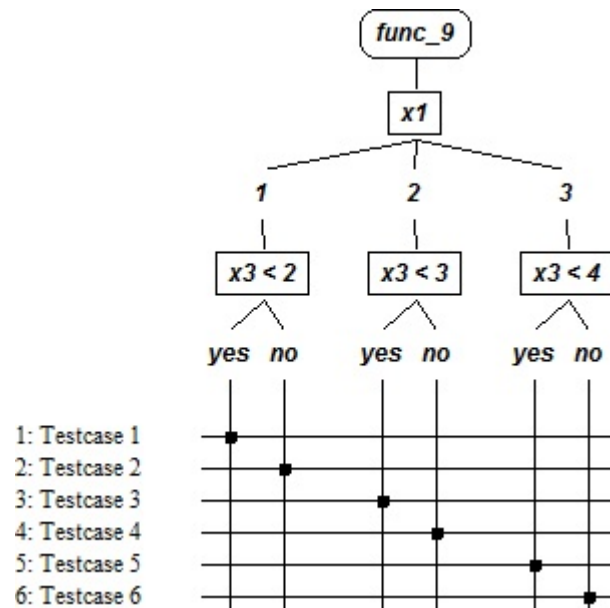 func_9
x1
1 2 3
x3 < 2 x3 < 3 x3 < 4
yes no yes no yes no
1: Testcase 1
2: Testcase 2
3: Testcase 3
4: Testcase 4
5: Testcase 5
6: Testcase 6